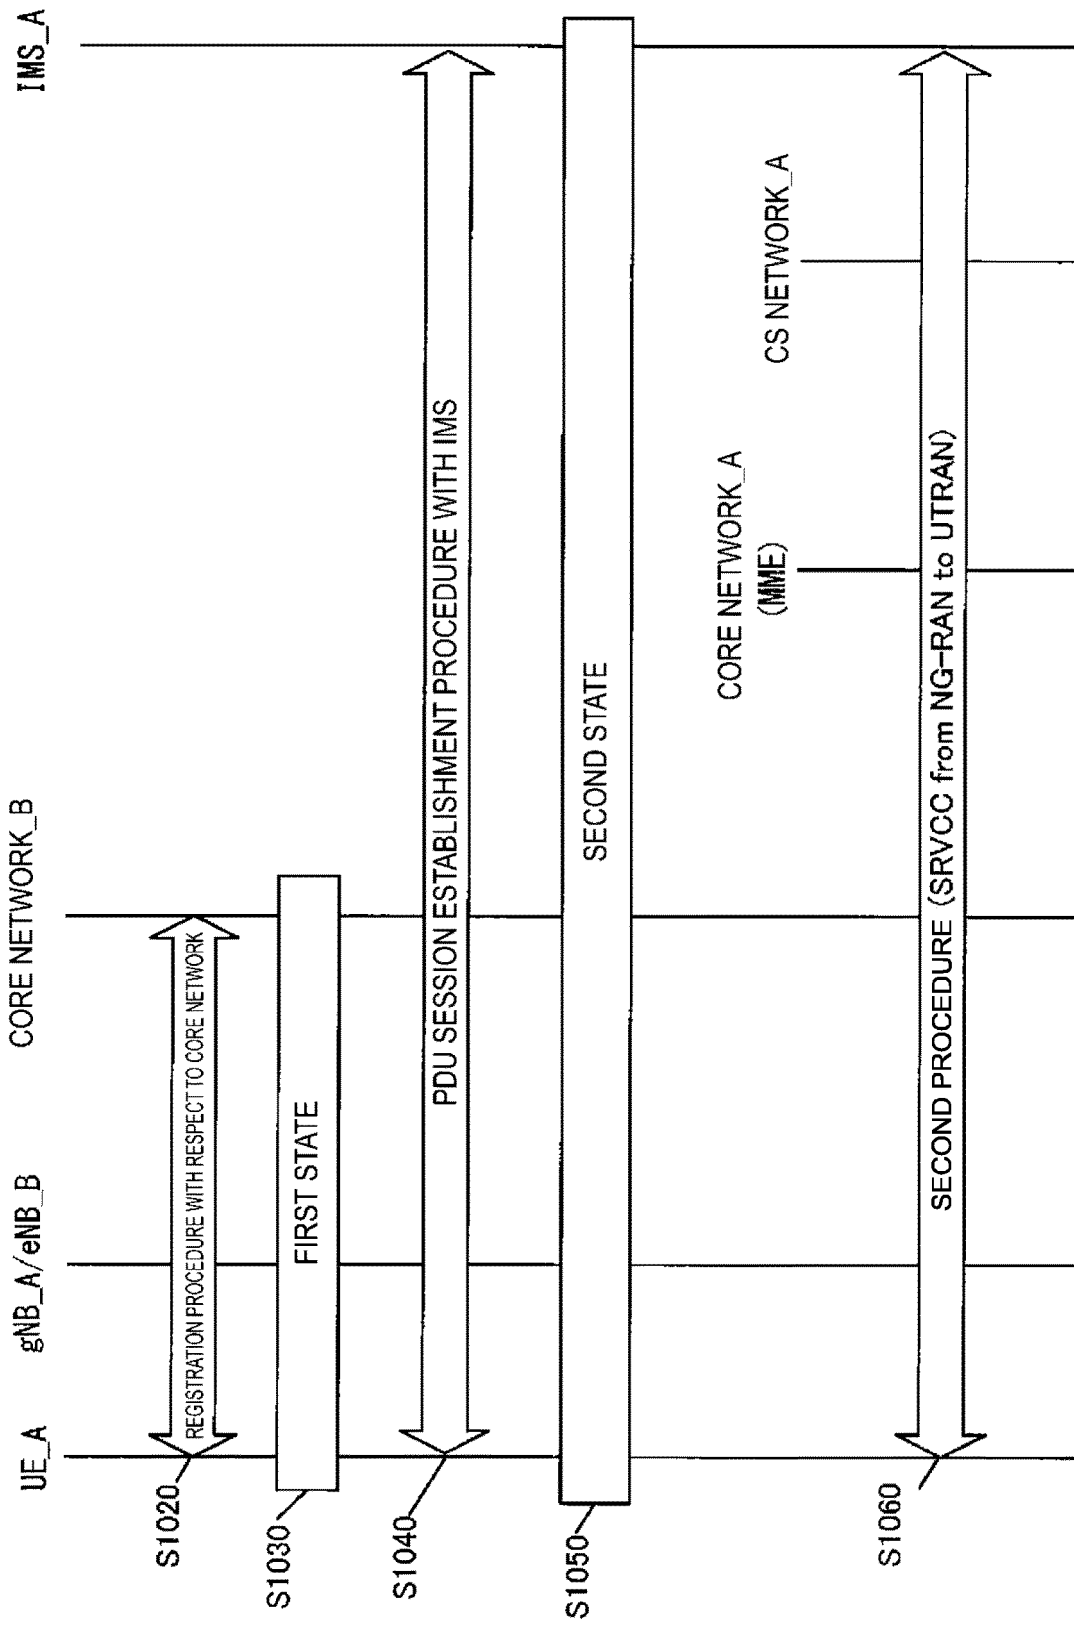 UE_A
gNB_A/eNB_B
CORE NETWORK_B
IMS_A
S1020
REGISTRATION PROCEDURE WITH RESPECT TO CORE NETWORK
S1030
FIRST STATE
S1040
PDU SESSION ESTABLISHMENT PROCEDURE WITH IMS
S1050
SECOND STATE
CORE NETWORK_A
(MME)
CS NETWORK_A
S1060
SECOND PROCEDURE (SRVCC from NG-RAN to UTRAN)